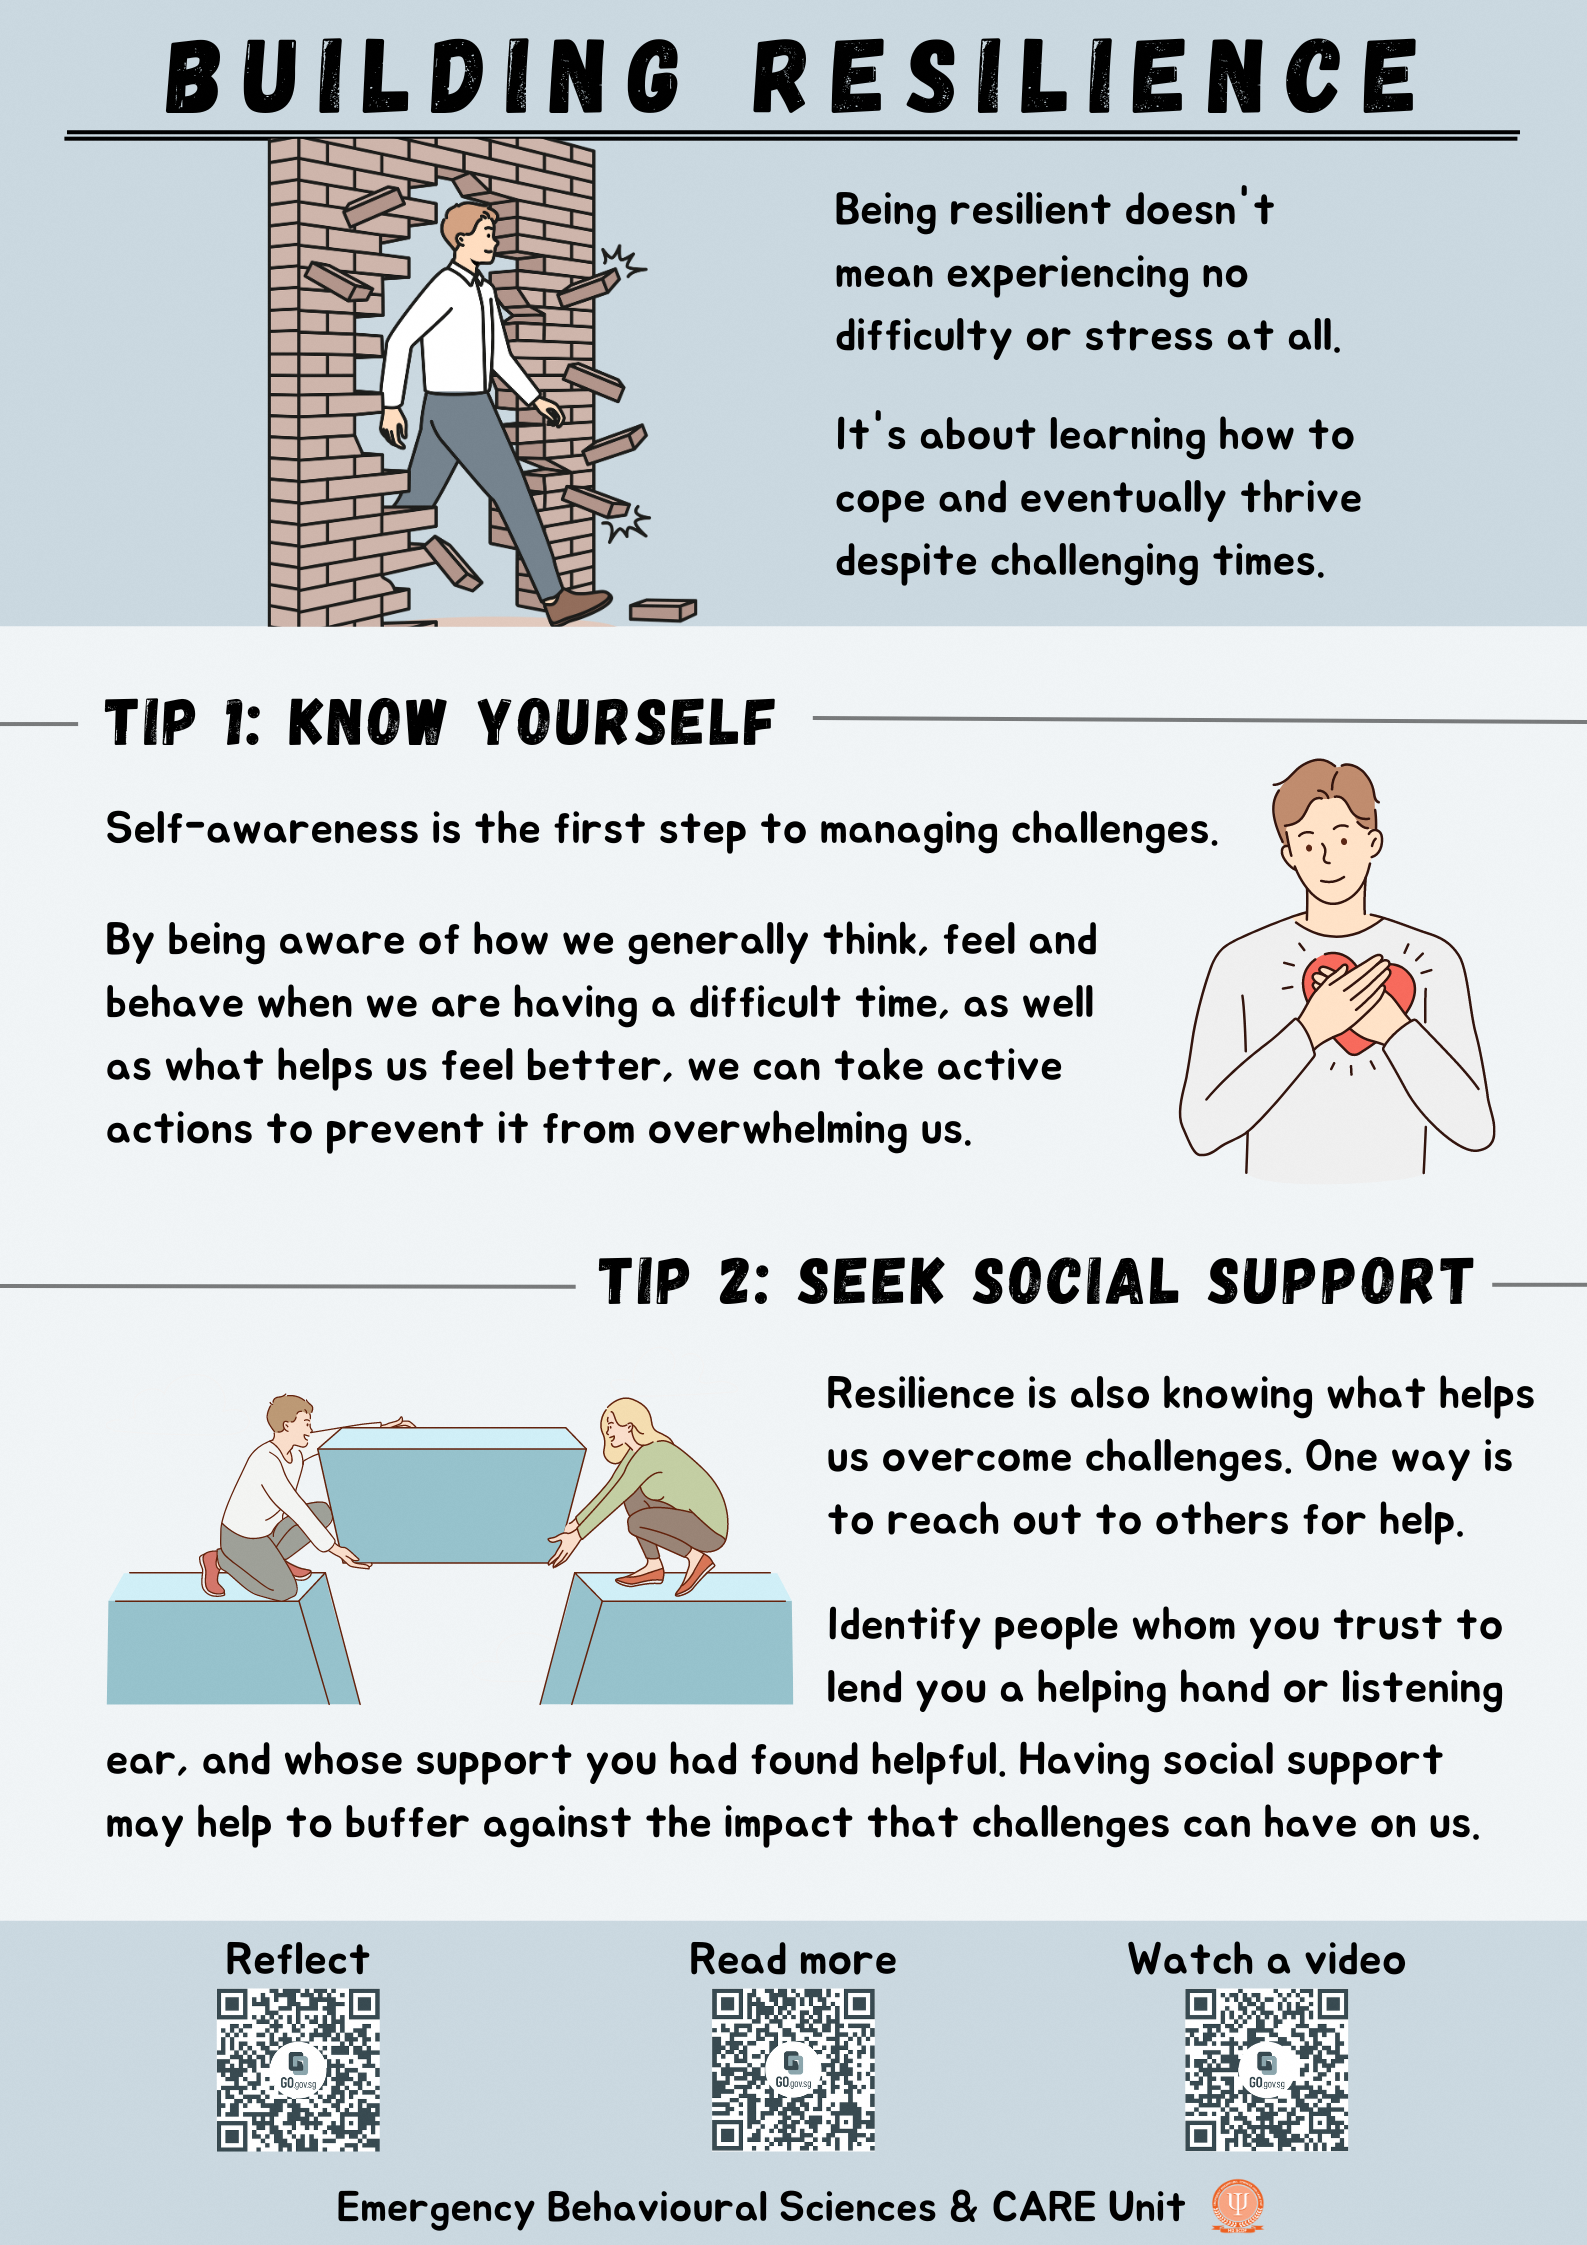 BUILDING RESILIENCE
Being resilient doesn't
mean experiencing no
difficulty or stress at all.
It's about learning how to
cope and eventually thrive
despite challenging times.
TIP 1: KNOW YOURSELF
Self-awareness is the first step to managing challenges.
By being aware of how we generally think, feel and
behave when we are having a difficult time, as well
as what helps us feel better, we can take active
actions to prevent it from overwhelming us.
TIP 2: SEEK SOCIAL SUPPORT
Resilience is also knowing what helps
us overcome challenges. One way is
to reach out to others for help.
Identify people whom you trust to
lend you a helping hand or listening
ear, and whose support you had found helpful. Having social support
may help to buffer against the impact that challenges can have on us.
Reflect
Read more
Watch a video
GO.gov.sg
GO.gov.sg
GO.gov.sg
Emergency Behavioural Sciences & CARE Unit